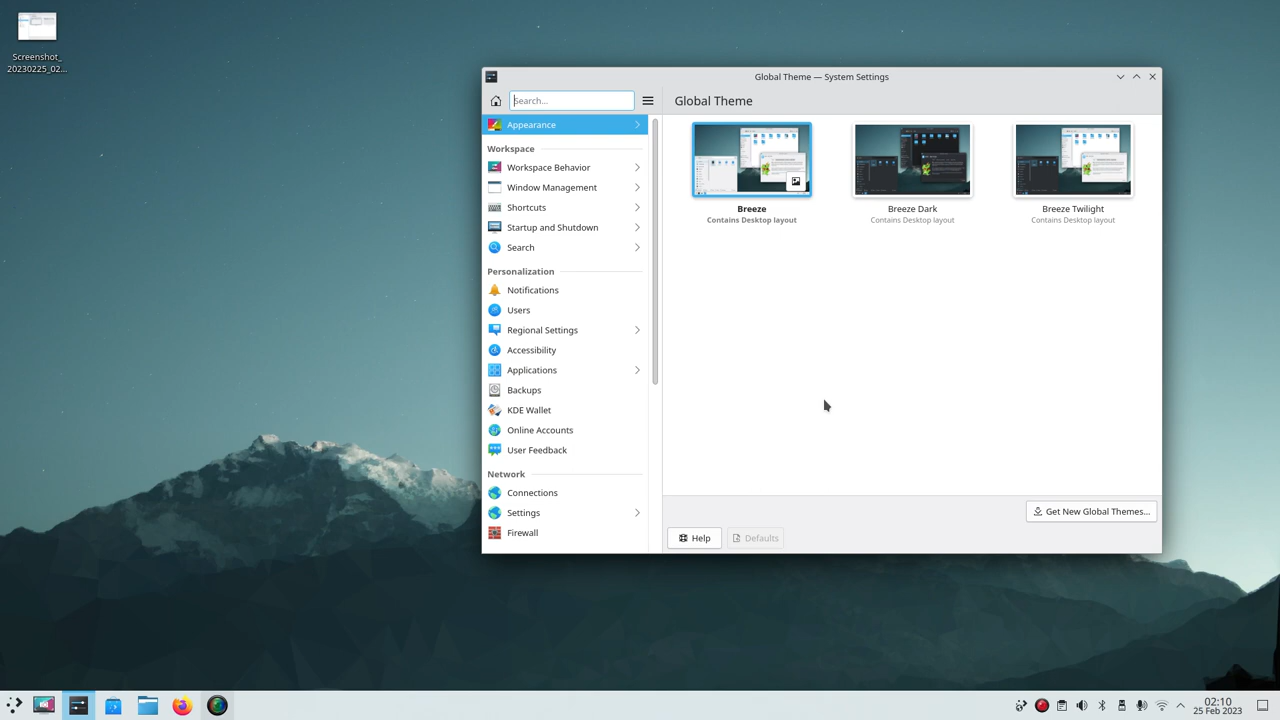 Screenshot_
20230225_02...
Global Theme — System Settings
Search...
Global Theme
Appearance
Workspace
Workspace Behavior
Window Management
Shortcuts
Startup and Shutdown
Search
Personalization
Notifications
Users
Regional Settings
Accessibility
Applications
Backups
KDE Wallet
Online Accounts
User Feedback
Network
Connections
Settings
Firewall
Breeze
Contains Desktop layout
Breeze Dark
Contains Desktop layout
Breeze Twilight
Contains Desktop layout
Get New Global Themes...
Help
Defaults
02:10
25 Feb 2023